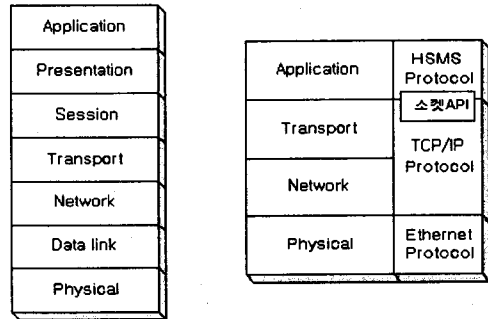 Application
Presentation
Session
Transport
Network
Data link
Physical
Application
Transport
Network
Physical
HSMS
Protocol
소켓API
TCP/IP
Protocol
Ethernet
Protocol